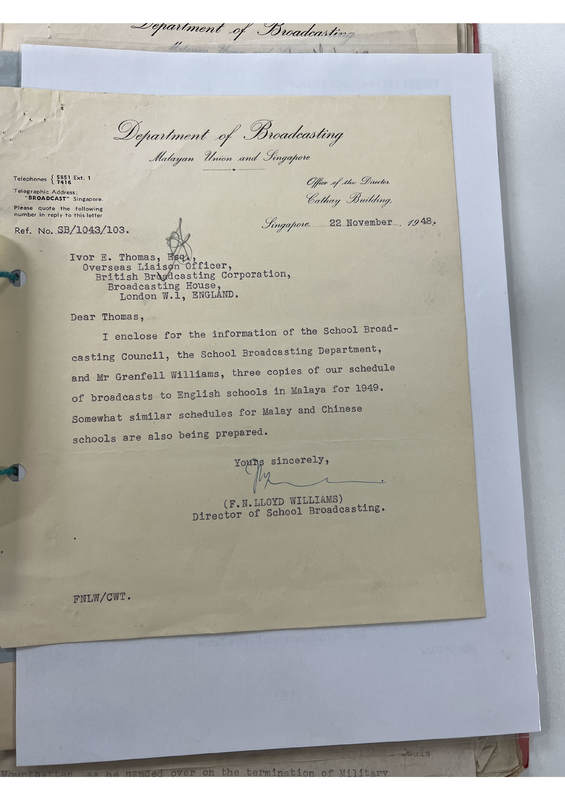 Department of Broadcasting
Department of Broadcasting
Malayan Union and Singapore
Telephones { 5851 Ext. 1
7416
Telegraphic Address:
"BROADCAST" Singapore.
Please quote the following
number in reply to this letter
Ref. No. SB/1043/103.
Office of the Director
Cathay Building,
Singapore, 22 November 1948.
Ivor E. Thomas, Esq.,
Overseas Liaison Officer,
British Broadcasting Corporation,
Broadcasting House,
London W.1, ENGLAND.
Dear Thomas,
I enclose for the information of the School Broad-
casting Council, the School Broadcasting Department,
and Mr Grenfell Williams, three copies of our schedule
of broadcasts to English schools in Malaya for 1949.
Somewhat similar schedules for Malay and Chinese
schools are also being prepared.
Yours sincerely,
(F.N.LLOYD WILLIAMS)
Director of School Broadcasting.
FNLW/CWT.
as he handed over on the termination of Military